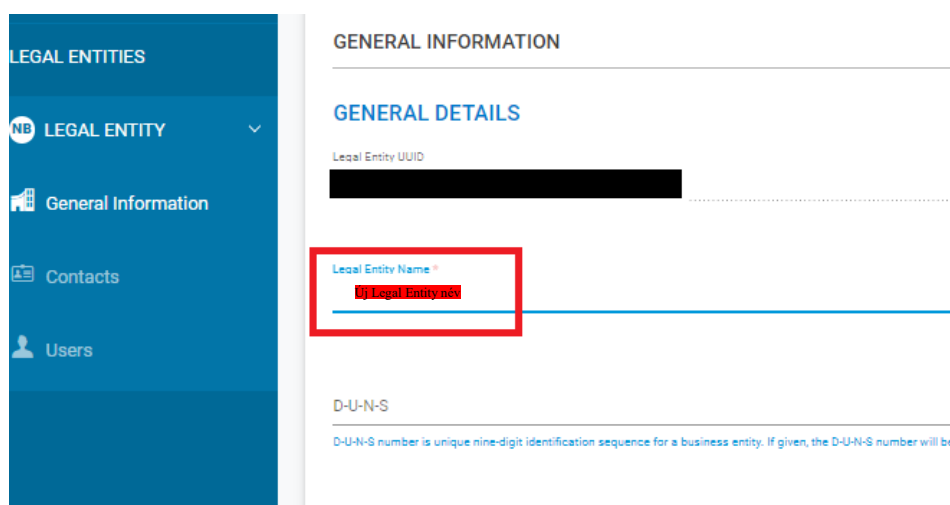 LEGAL ENTITIES
NB LEGAL ENTITY
General Information
Contacts
Users
GENERAL INFORMATION
GENERAL DETAILS
Legal Entity UUID
Legal Entity Name *
Új Legal Entity név
D-U-N-S
D-U-N-S number is unique nine-digit identification sequence for a business entity. If given, the D-U-N-S number will be